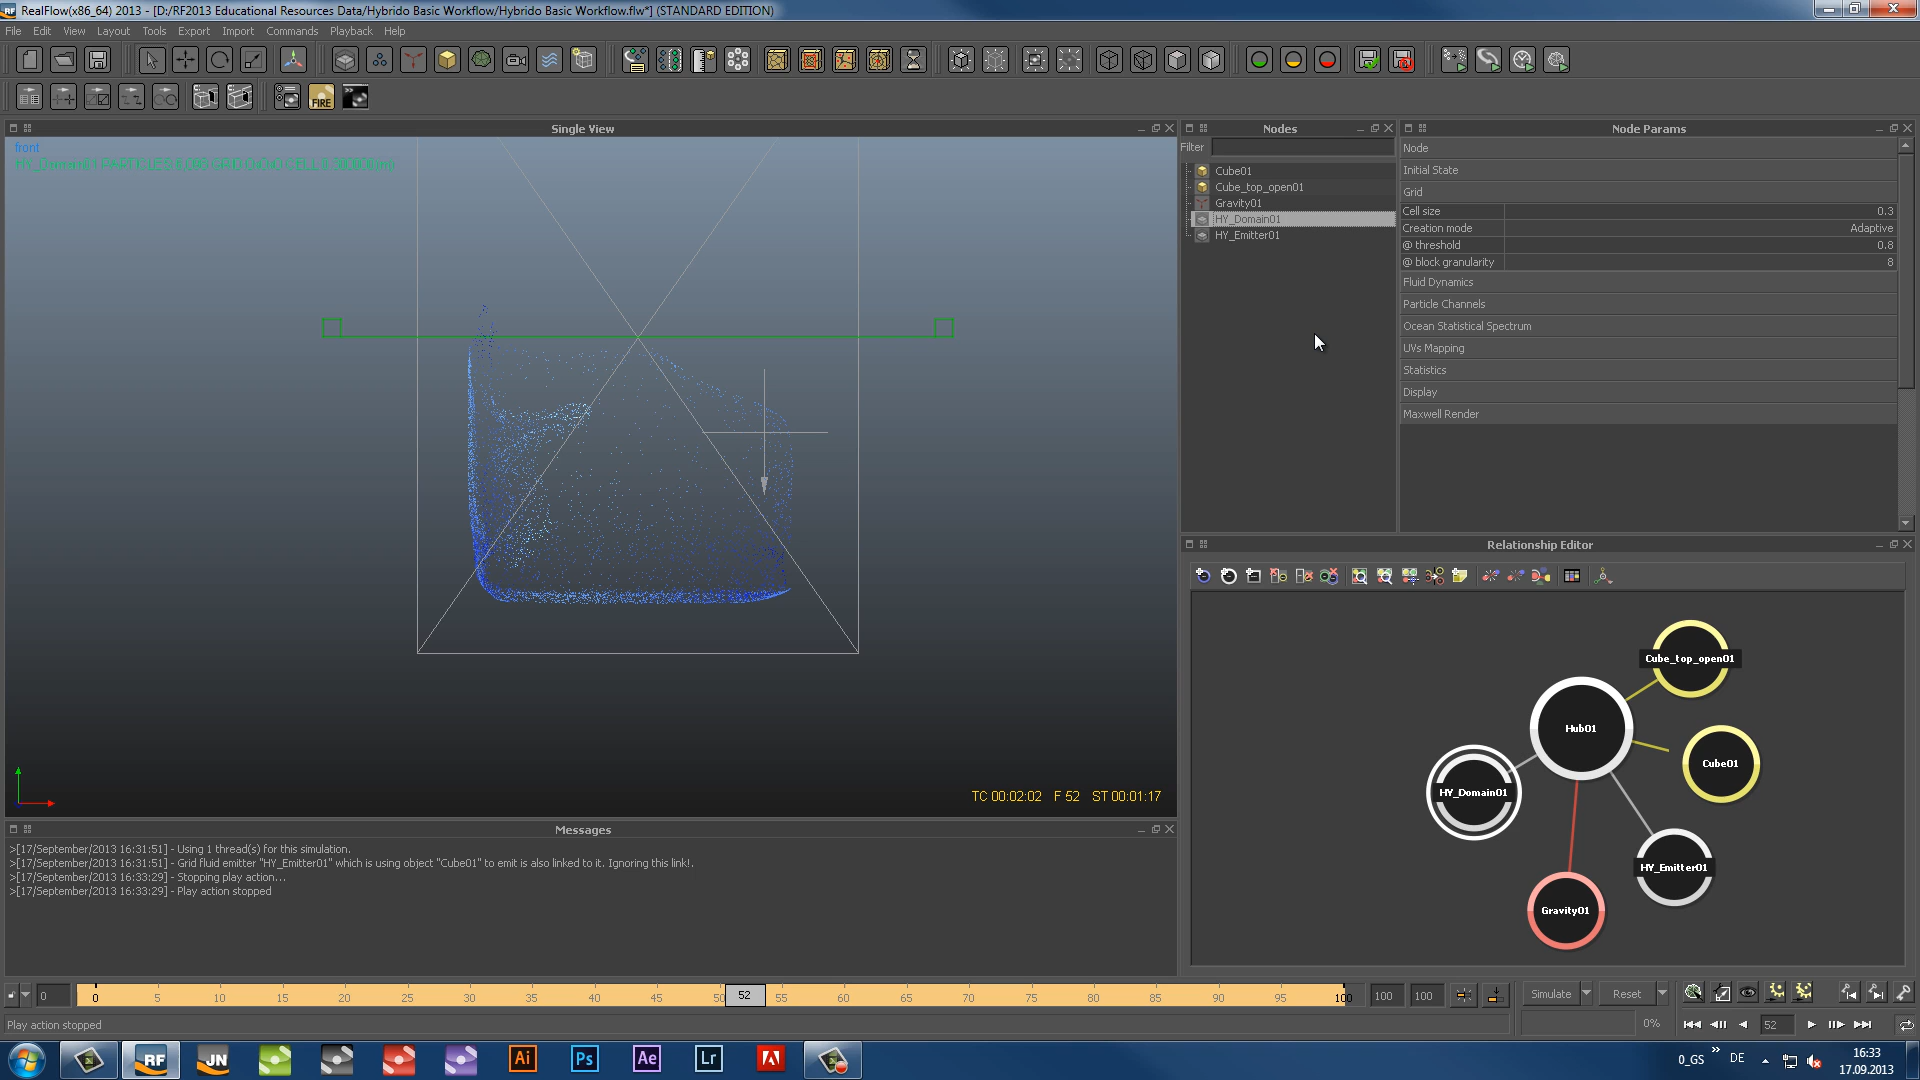 RealFlow(x86_64) 2013 - [D:/RF2013 Educational Resources Data/Hybrido Basic Workflow/Hybrido Basic Workflow.flw*] (STANDARD EDITION)
File Edit View Layout Tools Export Import Commands Playback Help
FIRE
Single View
front
Nodes
Filter
Cube01
Cube_top_open01
Gravity01
HY_Domain01
HY_Emitter01
Node Params
Node
Initial State
Grid
Cell size 0.3
Creation mode Adaptive
@ threshold 0.8
@ block granularity 8
Fluid Dynamics
Particle Channels
Ocean Statistical Spectrum
UVs Mapping
Statistics
Display
Maxwell Render
TC 00:02:02 F 52 ST 00:01:17
Relationship Editor
Cube_top_open01
Hub01
Cube01
HY_Domain01
HY_Emitter01
Gravity01
Messages
>[17/September/2013 16:31:51] - Using 1 thread(s) for this simulation.
>[17/September/2013 16:31:51] - Grid fluid emitter "HY_Emitter01" which is using object "Cube01" to emit is also linked to it. Ignoring this link!.
>[17/September/2013 16:33:29] - Stopping play action...
>[17/September/2013 16:33:29] - Play action stopped
0 0 5 10 15 20 25 30 35 40 45 50 52 55 60 65 70 75 80 85 90 95 100 100 100
Simulate Reset
Play action stopped
0% 52
RF JN Ai Ps Ae Lr
0_GS » DE
16:33
17.09.2013